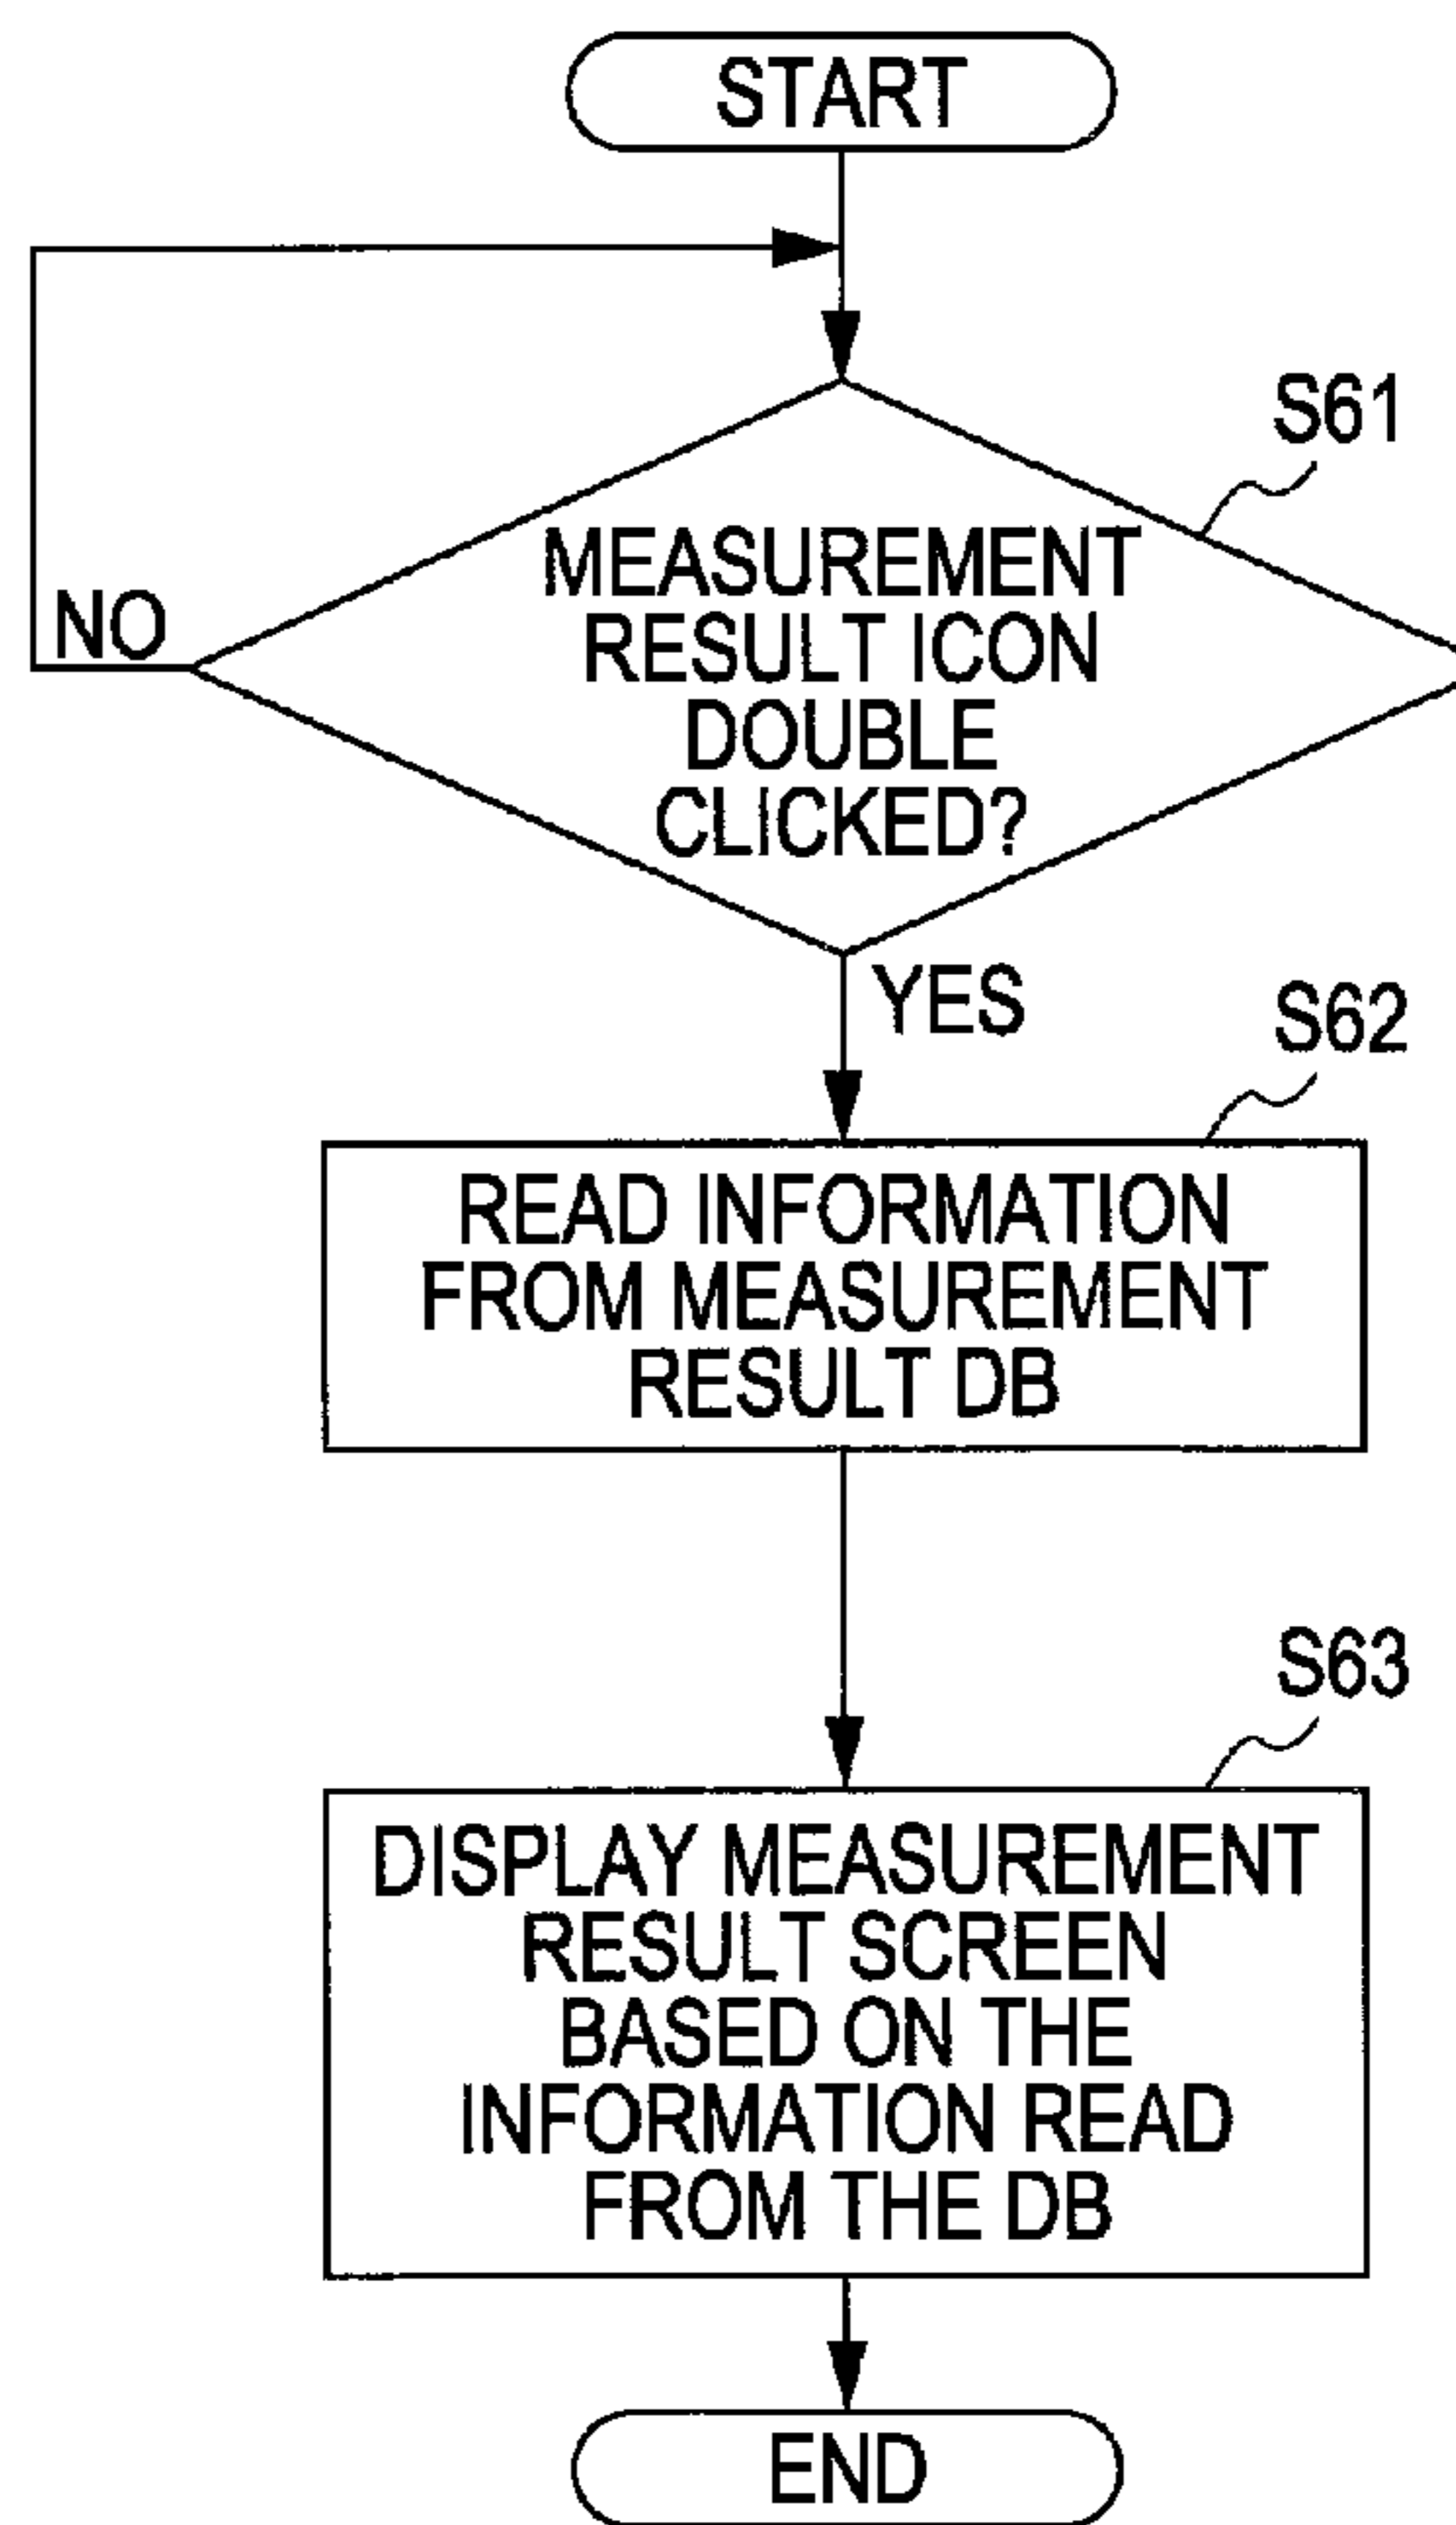 START
S61
MEASUREMENT
RESULT ICON
DOUBLE
CLICKED?
NO
YES
S62
READ INFORMATION
FROM MEASUREMENT
RESULT DB
S63
DISPLAY MEASUREMENT
RESULT SCREEN
BASED ON THE
INFORMATION READ
FROM THE DB
END